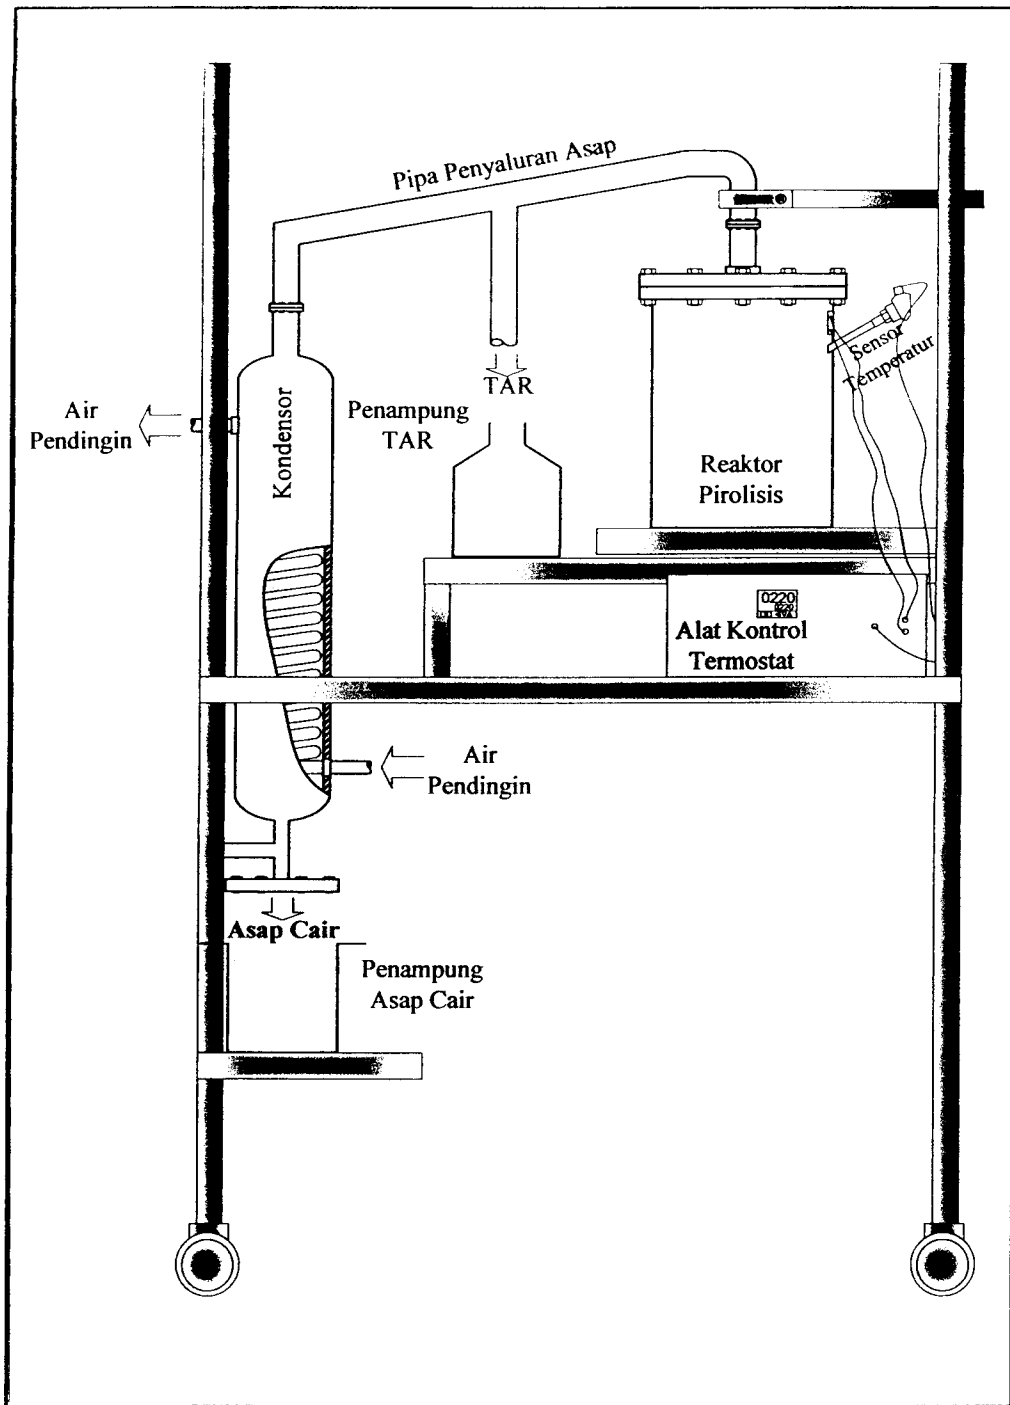 Pipa Penyaluran Asap
Sensor
Temperatur
TAR
Air
Pendingin
Kondensor
Penampung
TAR
Reaktor
Pirolisis
0220
0220
Alat Kontrol
Termostat
Air
Pendingin
Asap Cair
Penampung
Asap Cair